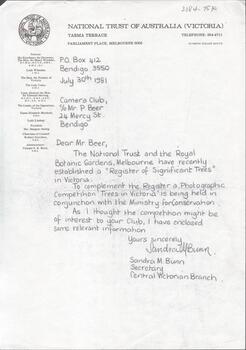 NATIONAL TRUST OF AUSTRALIA (VICTORIA)
TASMA TERRACE
PARLIAMENT PLACE, MELBOURNE 3002
P.O. Box 412
Bendigo 3550
July 30th 1981
Camera Club,
c/o Mr. P. Beer
24 Mercy St.
Bendigo
Dear Mr. Beer,
The National Trust and the Royal
Botanic Gardens, Melbourne have recently
established a "Register of Significant Trees"
in Victoria.
To complement the Register a Photographic
Competition 'Trees in Victoria' is being held in
conjunction with the Ministry for Conservation.
As I thought the competition might be
of interest to your Club, I have enclosed
some relevant information
Yours sincerely
Sandra M Bunn
Sandra M. Bunn
Secretary
Central Victorian Branch